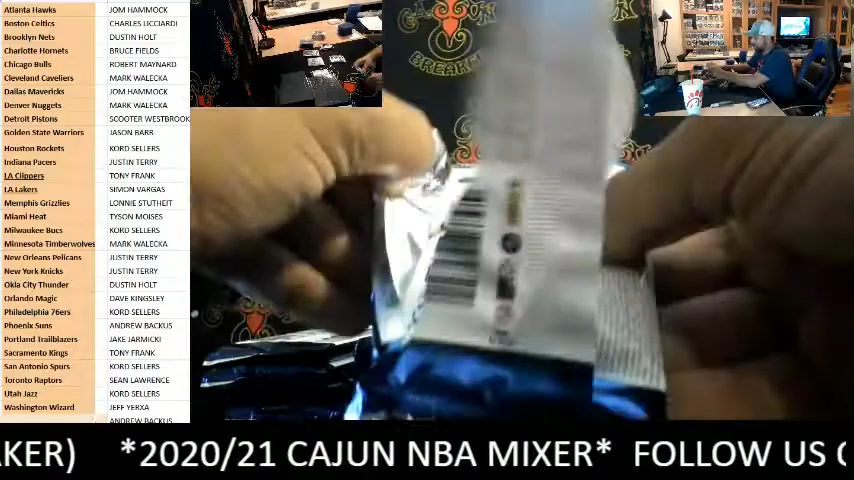 Atlanta Hawks JOM HAMMOCK
Boston Celtics CHARLES LICCIARDI
Brooklyn Nets DUSTIN HOLT
Charlotte Hornets BRUCE FIELDS
Chicago Bulls ROBERT MAYNARD
Cleveland Caveliers MARK WALECKA
Dallas Mavericks JOM HAMMOCK
Denver Nuggets MARK WALECKA
Detroit Pistons SCOOTER WESTBROOK
Golden State Warriors JASON BARR
Houston Rockets KORD SELLERS
Indiana Pacers JUSTIN TERRY
LA Clippers TONY FRANK
LA Lakers SIMON VARGAS
Memphis Grizzlies LONNIE STUTHEIT
Miami Heat TYSON MOISES
Milwaukee Bucs KORD SELLERS
Minnesota Timberwolves MARK WALECKA
New Orleans Pelicans JUSTIN TERRY
New York Knicks JUSTIN TERRY
Okla City Thunder DUSTIN HOLT
Orlando Magic DAVE KINGSLEY
Philadelphia 76ers KORD SELLERS
Phoenix Suns ANDREW BACKUS
Portland Trailblazers JAKE JARMICKI
Sacramento Kings TONY FRANK
San Antonio Spurs KORD SELLERS
Toronto Raptors SEAN LAWRENCE
Utah Jazz KORD SELLERS
Washington Wizard JEFF YERXA
ANDREW BACKUS
AKER) *2020/21 CAJUN NBA MIXER* FOLLOW US